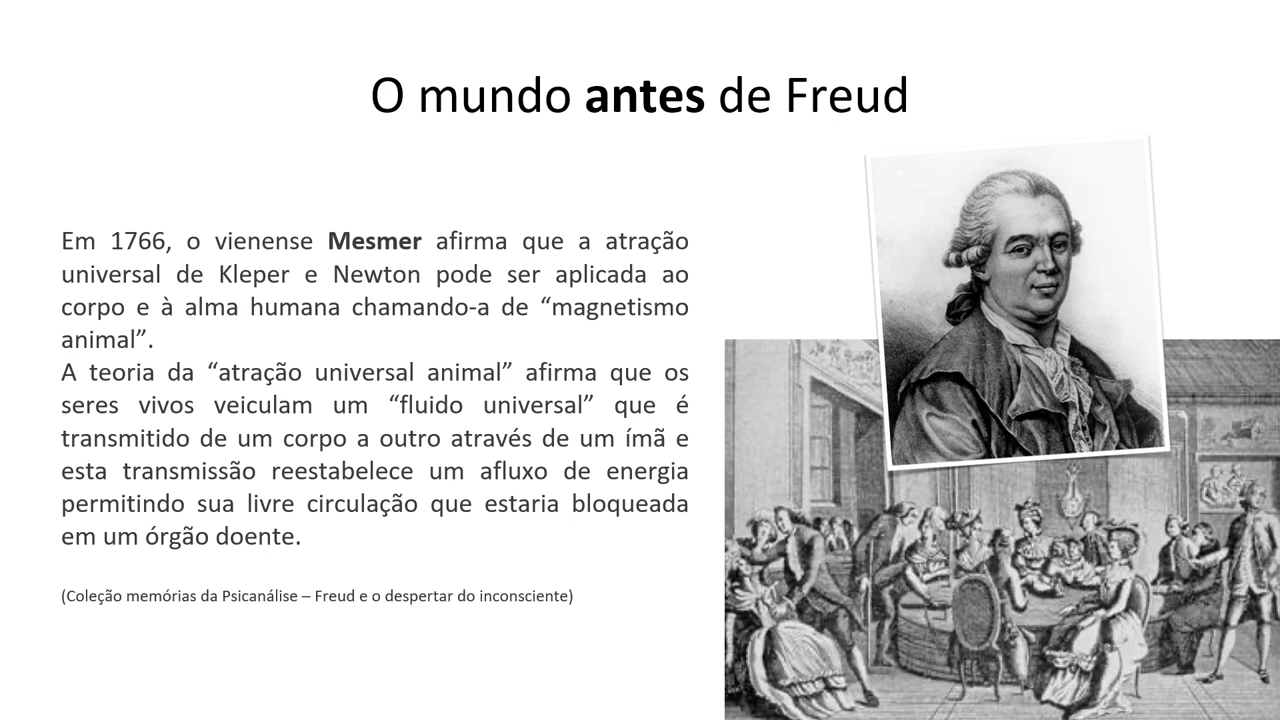 O mundo antes de Freud
Em 1766, o vienense Mesmer afirma que a atração
universal de Kleper e Newton pode ser aplicada ao
corpo e à alma humana chamando-a de “magnetismo
animal”.
A teoria da “atração universal animal” afirma que os
seres vivos veiculam um “fluido universal” que é
transmitido de um corpo a outro através de um ímã e
esta transmissão reestabelece um afluxo de energia
permitindo sua livre circulação que estaria bloqueada
em um órgão doente.
(Coleção memórias da Psicanálise – Freud e o despertar do inconsciente)